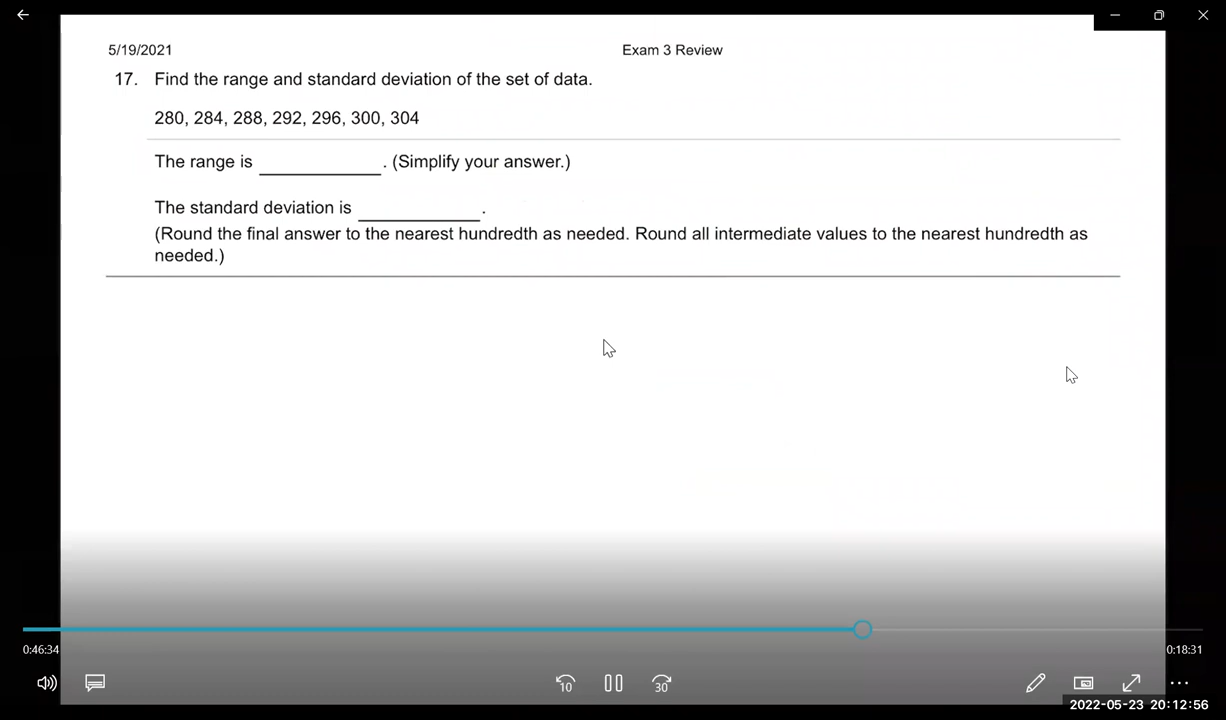 5/19/2021 Exam 3 Review
17. Find the range and standard deviation of the set of data.
280, 284, 288, 292, 296, 300, 304
The range is ____________. (Simplify your answer.)
The standard deviation is ____________.
(Round the final answer to the nearest hundredth as needed. Round all intermediate values to the nearest hundredth as
needed.)
0:46:34 0:18:31
10 30
2022-05-23 20:12:56